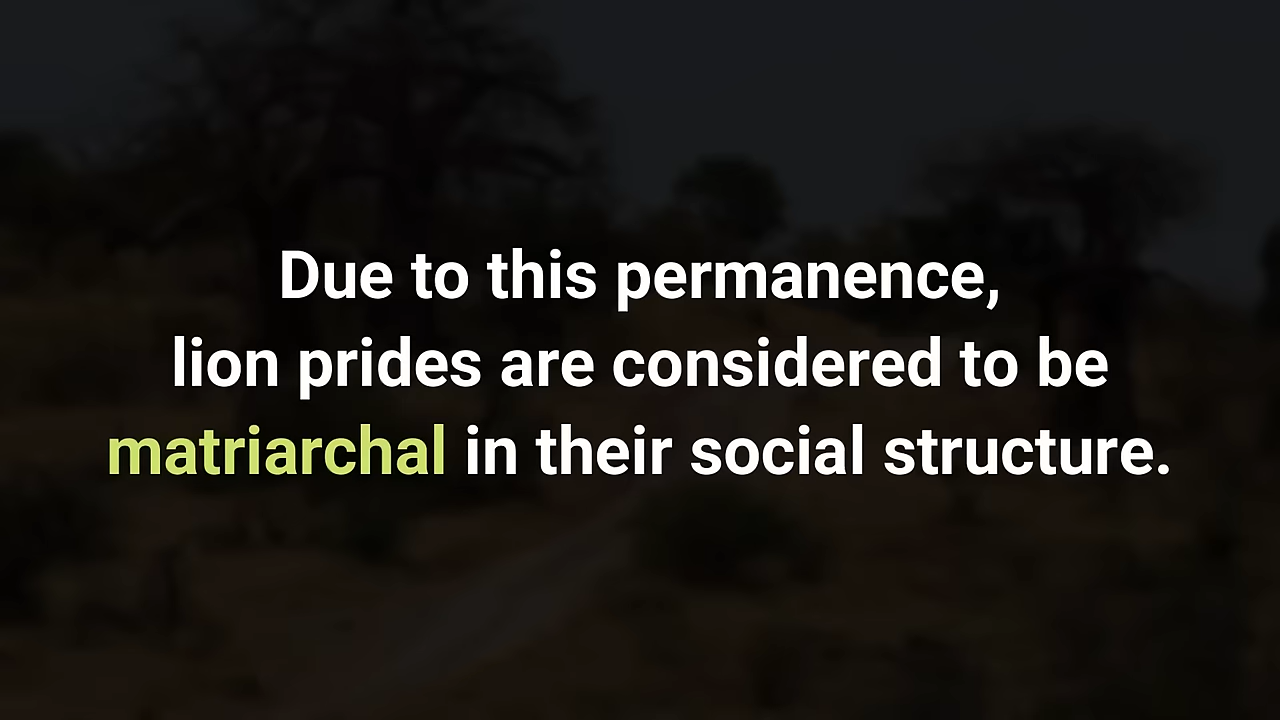 Due to this permanence,
lion prides are considered to be
matriarchal in their social structure.